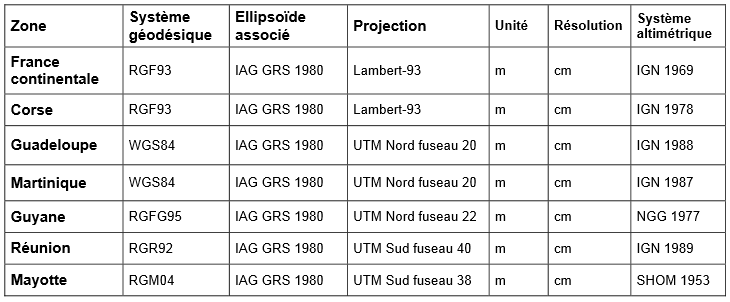 Zone Système géodésique Ellipsoïde associé Projection Unité Résolution Système altimétrique
France continentale RGF93 IAG GRS 1980 Lambert-93 m cm IGN 1969
Corse RGF93 IAG GRS 1980 Lambert-93 m cm IGN 1978
Guadeloupe WGS84 IAG GRS 1980 UTM Nord fuseau 20 m cm IGN 1988
Martinique WGS84 IAG GRS 1980 UTM Nord fuseau 20 m cm IGN 1987
Guyane RGFG95 IAG GRS 1980 UTM Nord fuseau 22 m cm NGG 1977
Réunion RGR92 IAG GRS 1980 UTM Sud fuseau 40 m cm IGN 1989
Mayotte RGM04 IAG GRS 1980 UTM Sud fuseau 38 m cm SHOM 1953